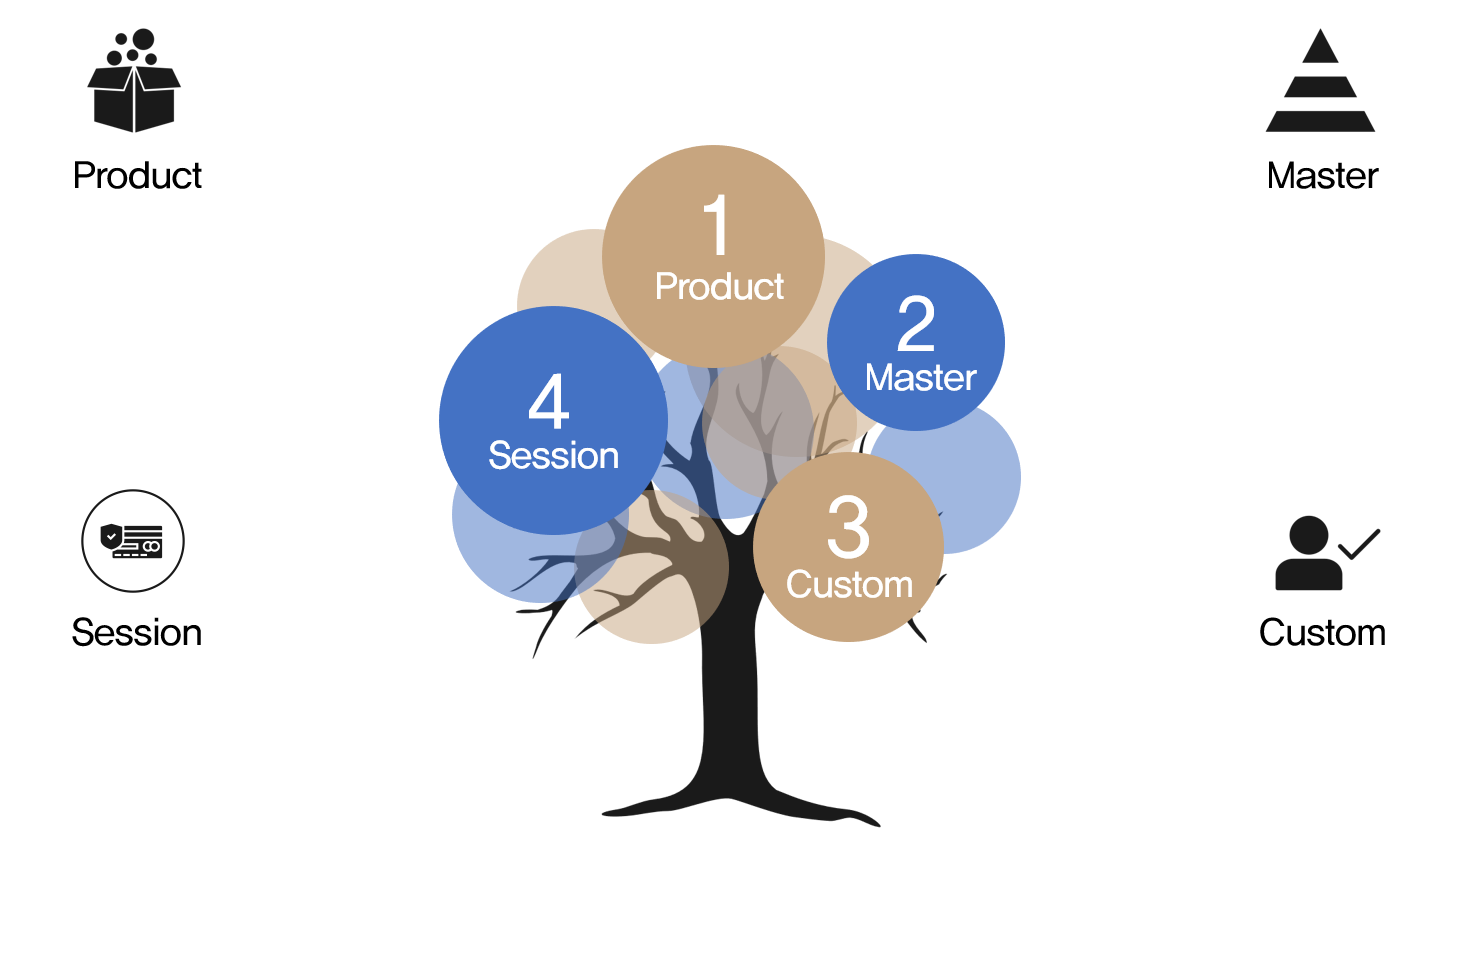 Product
Master
1
Product
2
Master
4
Session
3
Custom
Session
Custom